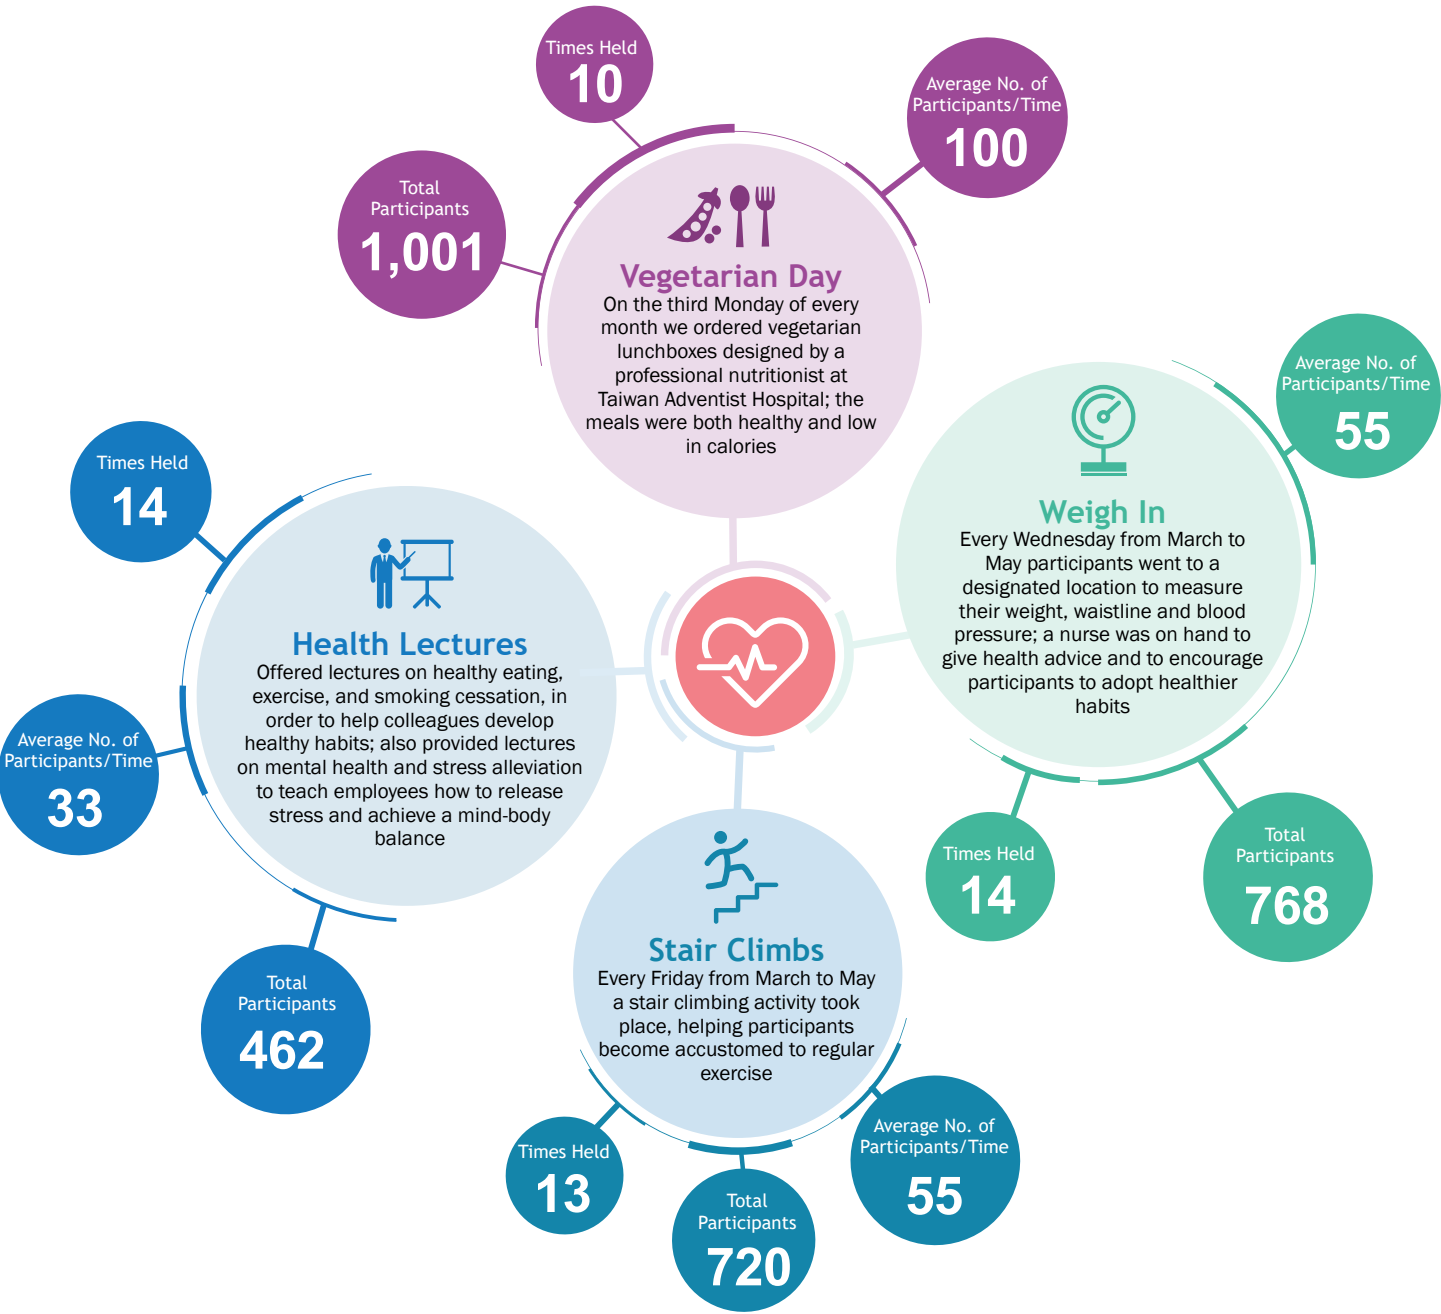 Times Held
10
Average No. of
Participants/Time
100
Total
Participants
1,001
Vegetarian Day
On the third Monday of every
month we ordered vegetarian
lunchboxes designed by a
professional nutritionist at
Taiwan Adventist Hospital; the
meals were both healthy and low
in calories
Average No. of
Participants/Time
55
Weigh In
Every Wednesday from March to
May participants went to a
designated location to measure
their weight, waistline and blood
pressure; a nurse was on hand to
give health advice and to encourage
participants to adopt healthier
habits
Times Held
14
Total
Participants
768
Times Held
14
Health Lectures
Offered lectures on healthy eating,
exercise, and smoking cessation, in
order to help colleagues develop
healthy habits; also provided lectures
on mental health and stress alleviation
to teach employees how to release
stress and achieve a mind-body
balance
Average No. of
Participants/Time
33
Total
Participants
462
Stair Climbs
Every Friday from March to May
a stair climbing activity took
place, helping participants
become accustomed to regular
exercise
Times Held
13
Total
Participants
720
Average No. of
Participants/Time
55